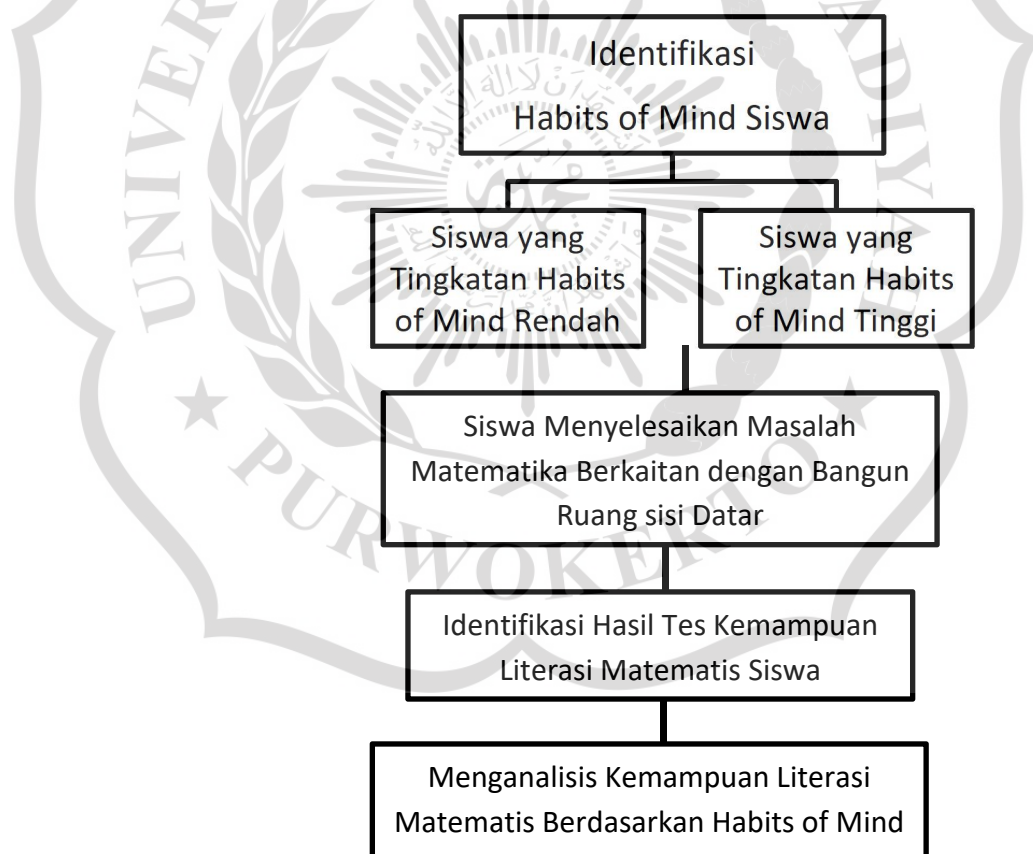 Identifikasi
Habits of Mind Siswa
Siswa yang
Tingkatan Habits
of Mind Rendah
Siswa yang
Tingkatan Habits
of Mind Tinggi
Siswa Menyelesaikan Masalah
Matematika Berkaitan dengan Bangun
Ruang sisi Datar
Identifikasi Hasil Tes Kemampuan
Literasi Matematis Siswa
Menganalisis Kemampuan Literasi
Matematis Berdasarkan Habits of Mind
PURWOKERTO